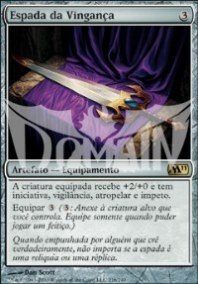 Espada da Vingança 3
DOMAIN
Artefato — Equipamento M11
A criatura equipada recebe +2/+0 e tem
iniciativa, vigilância, atropelar e ímpeto.
Equipar 3 (3: Anexe à criatura alvo que
você controla. Equipe somente quando puder
jogar um feitiço.)
Quando empunhada por alguém que crê
verdadeiramente, não importa se a espada é
uma relíquia ou uma réplica.
Dan Scott